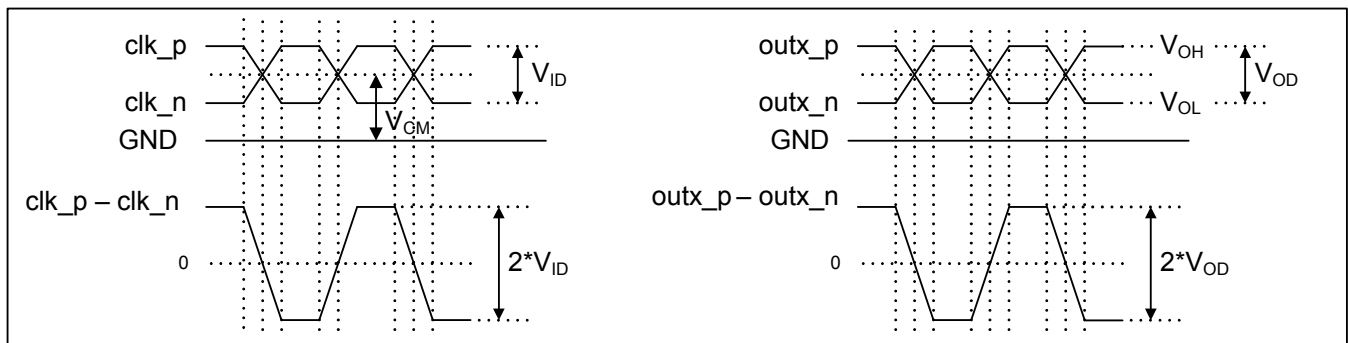 clk_p
V_ID
clk_n
V_CM
GND
clk_p – clk_n
0
2*V_ID
outx_p
V_OH
V_OD
outx_n
V_OL
GND
outx_p – outx_n
0
2*V_OD